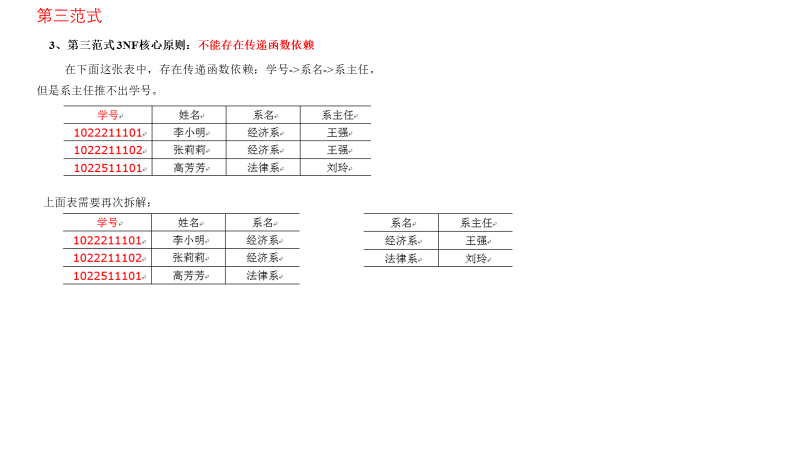 第三范式
3、第三范式3NF核心原则：不能存在传递函数依赖
在下面这张表中，存在传递函数依赖：学号->系名->系主任，
但是系主任推不出学号。
学号 姓名 系名 系主任
1022211101 李小明 经济系 王强
1022211102 张莉莉 经济系 王强
1022511101 高芳芳 法律系 刘玲
上面表需要再次拆解：
学号 姓名 系名
1022211101 李小明 经济系
1022211102 张莉莉 经济系
1022511101 高芳芳 法律系
系名 系主任
经济系 王强
法律系 刘玲